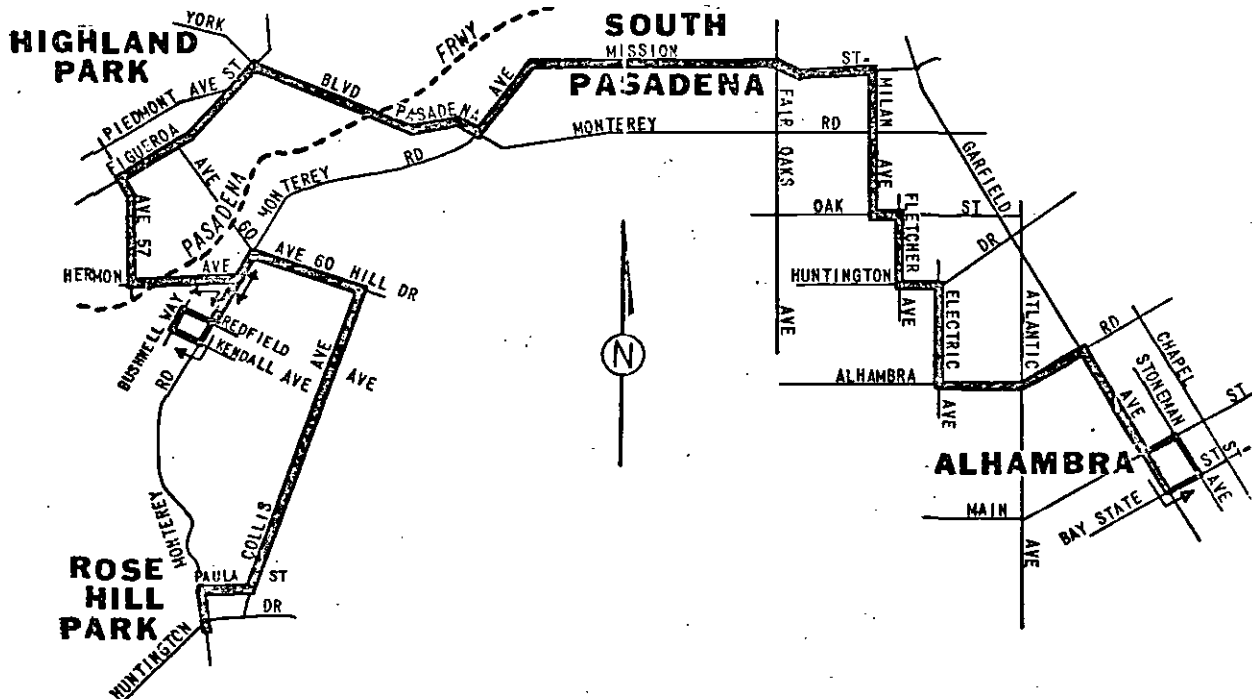 YORK
HIGHLAND
PARK
SOUTH
PASADENA
FRWY
MISSION
ST.
BLVD
PASADENA
AVE
MONTEREY
RD
PIEDMONT AVE
ST
FIGUEROA
AVE
60
AVE
57
PASADENA
MONTEREY
RD
FAIR
OAKS
AVE
MILAN
AVE
GARFIELD
OAK
ST
FLETCHER
AVE
HUNTINGTON
DR
HERMON
AVE
AVE 60
HILL DR
BUSHNELL WAY
REDFIELD
KENDALL AVE
RD
AVE
AVE
N
ELECTRIC
AVE
ATLANTIC
AVE
ALHAMBRA
RD
CHAPEL
AVE
STONEMAN
ST
AVE
ST
ALHAMBRA
MAIN
BAY STATE
MONTEREY
COLLIS
PAULA
ST
ROSE
HILL
PARK
DR
HUNTINGTON